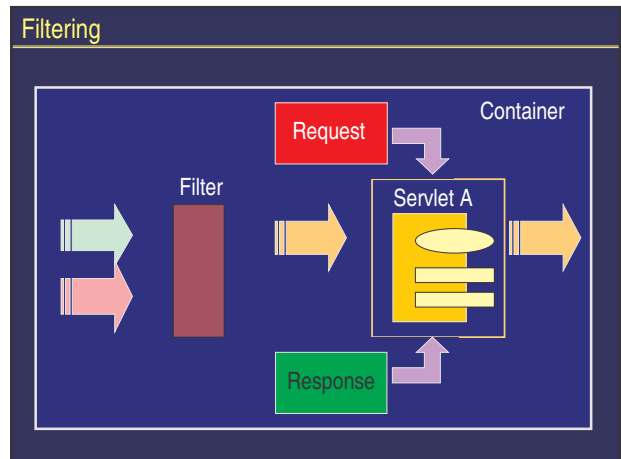 Filtering
Container
Request
Filter
Servlet A
Response